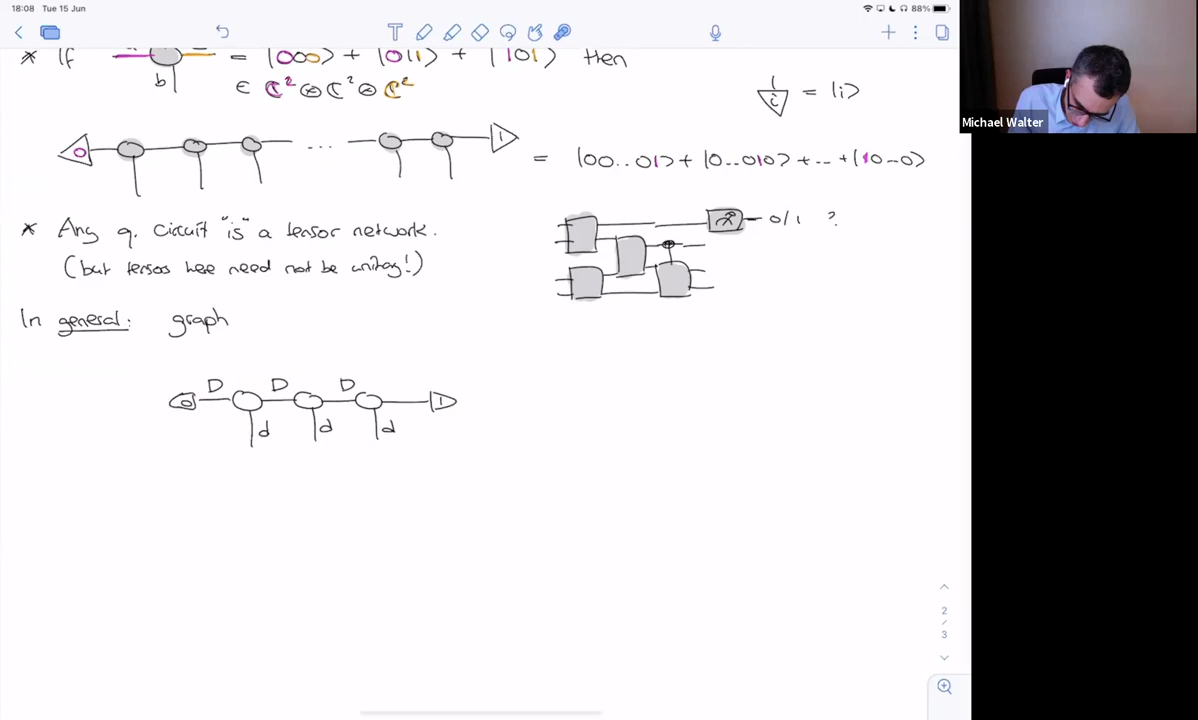 18:08 Tue 15 Jun
88%
* If b = |000⟩ + |011⟩ + |101⟩ then
∈ ℂ² ⊗ ℂ² ⊗ ℂ²
i = |i⟩
Michael Walter
0 ... 1
= |00..01⟩ + |0..010⟩ + ... + |10--0⟩
* Any q. circuit "is" a tensor network.
(but tensors here need not be unitary!)
0/1 ?
In general: graph
0 D D D 1
d d d
2
/
3